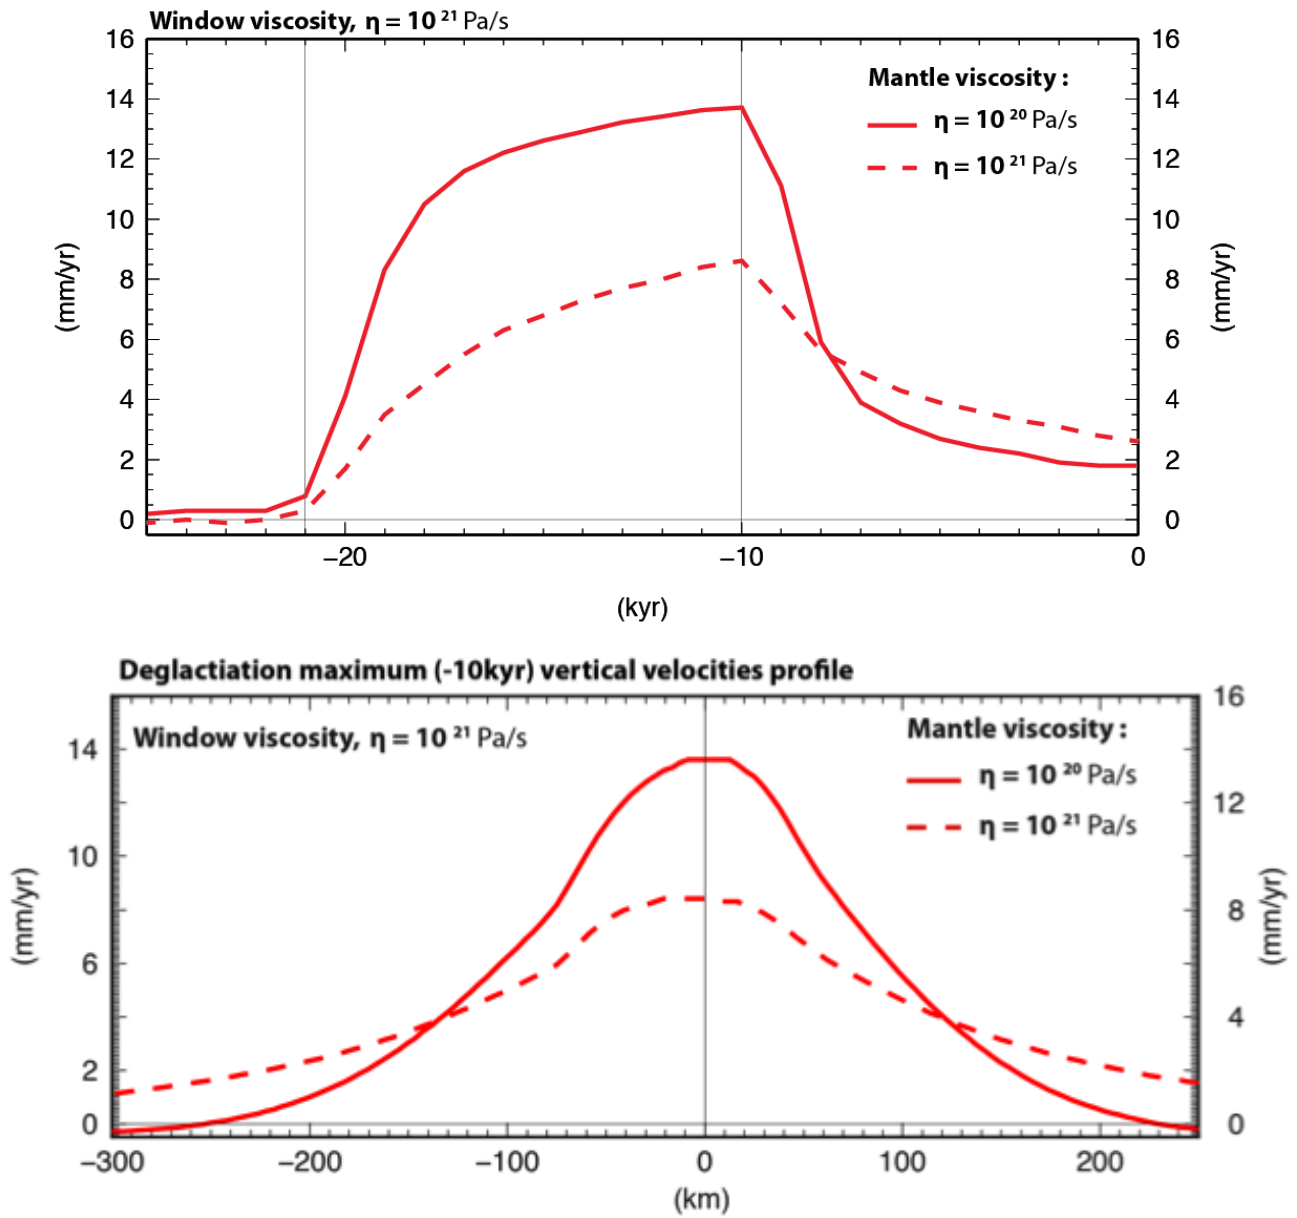 Window viscosity, η = 10 21 Pa/s
16
14
12
10
8
6
4
2
0
(mm/yr)
16
14
12
10
8
6
4
2
0
(mm/yr)
Mantle viscosity :
η = 10 20 Pa/s
η = 10 21 Pa/s
−20
−10
0
(kyr)
Deglactiation maximum (-10kyr) vertical velocities profile
Window viscosity, η = 10 21 Pa/s
14
10
6
2
0
(mm/yr)
16
12
8
4
0
(mm/yr)
Mantle viscosity :
η = 10 20 Pa/s
η = 10 21 Pa/s
−300
−200
−100
0
100
200
(km)